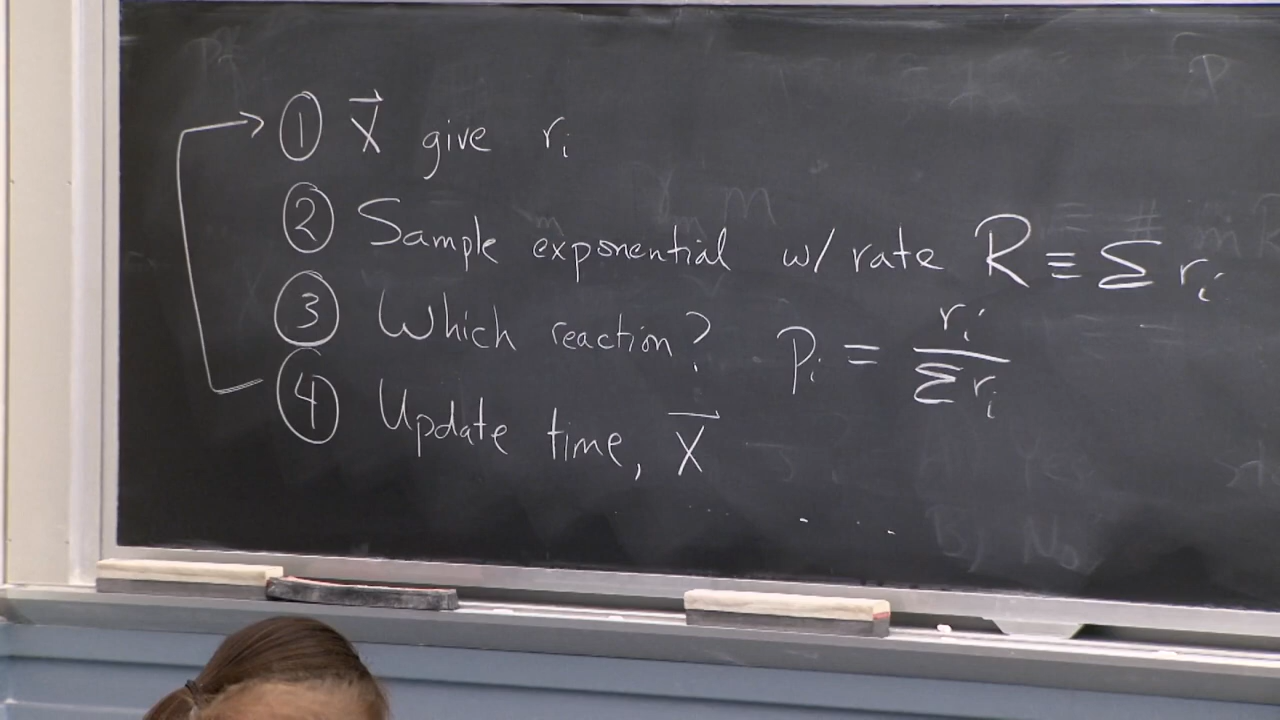 ① X⃗ give rᵢ
② Sample exponential w/ rate R ≡ Σ rᵢ
③ Which reaction? pᵢ = rᵢ / Σ rᵢ
④ Update time, X⃗